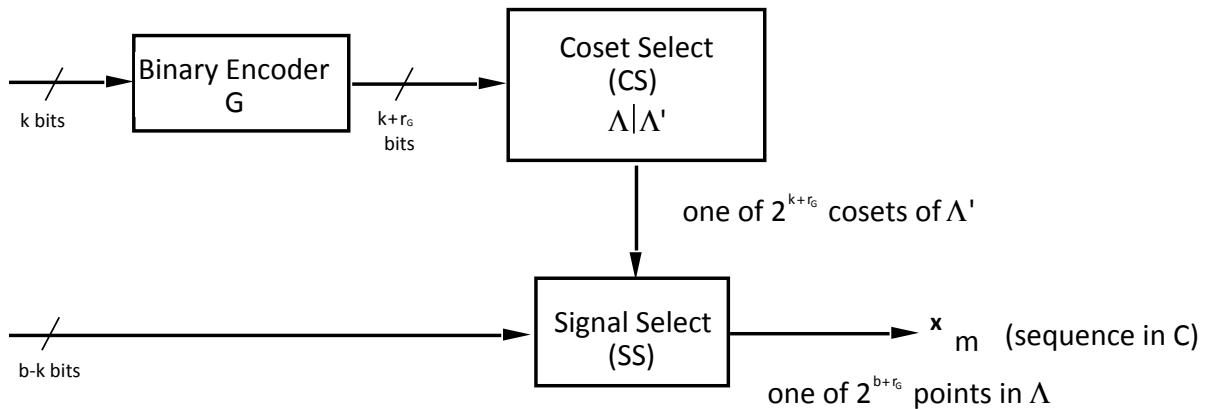 Binary Encoder
G
k bits
k+r_G
bits
Coset Select
(CS)
Λ|Λ'
one of 2^{k+r_G} cosets of Λ'
Signal Select
(SS)
b-k bits
x_m (sequence in C)
one of 2^{b+r_G} points in Λ